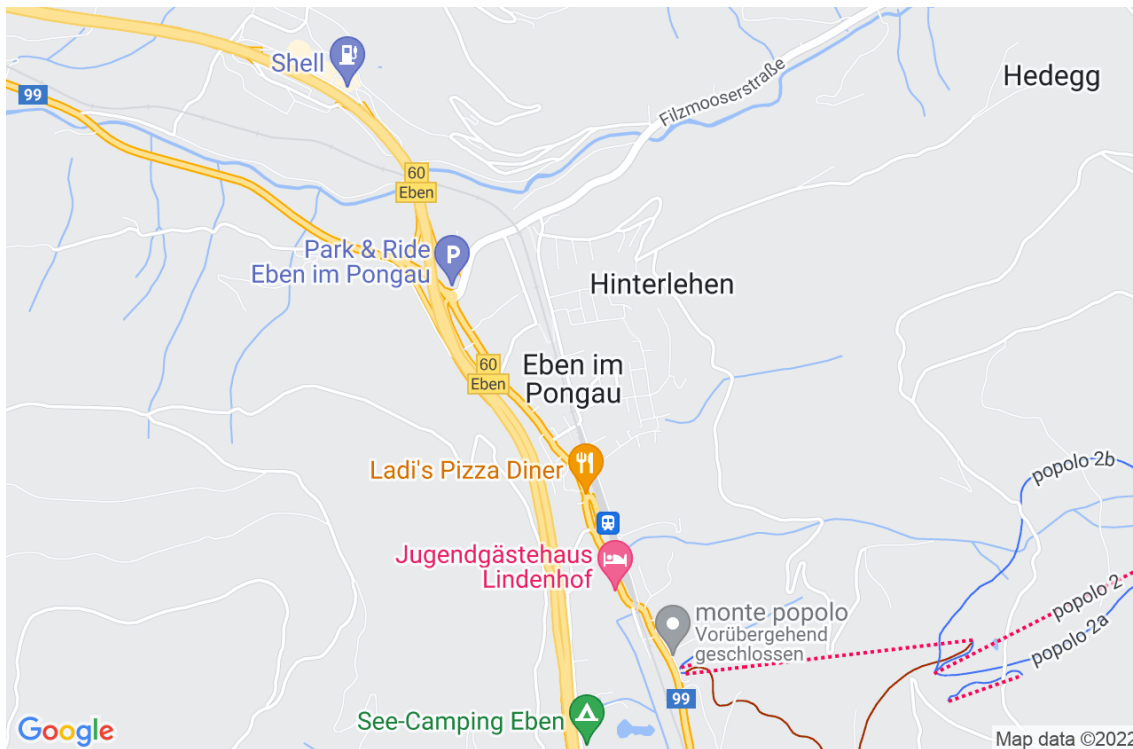 Shell
Hedegg
99
Filzmooserstraße
60
Eben
Park & Ride
Eben im Pongau
Hinterlehen
60
Eben
Eben im
Pongau
Ladi's Pizza Diner
popolo 2b
Jugendgästehaus
Lindenhof
popolo 2
monte popolo
Vorübergehend
geschlossen
popolo 2a
99
See-Camping Eben
Google
Map data ©2022